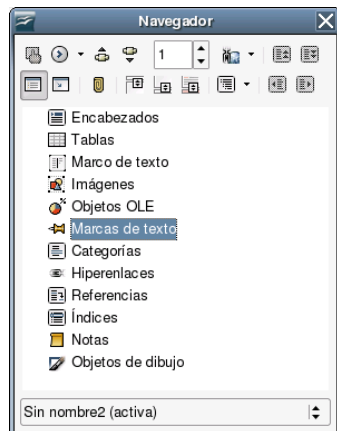 Navegador
1
Encabezados
Tablas
Marco de texto
Imágenes
Objetos OLE
Marcas de texto
Categorías
Hiperenlaces
Referencias
Índices
Notas
Objetos de dibujo
Sin nombre2 (activa)